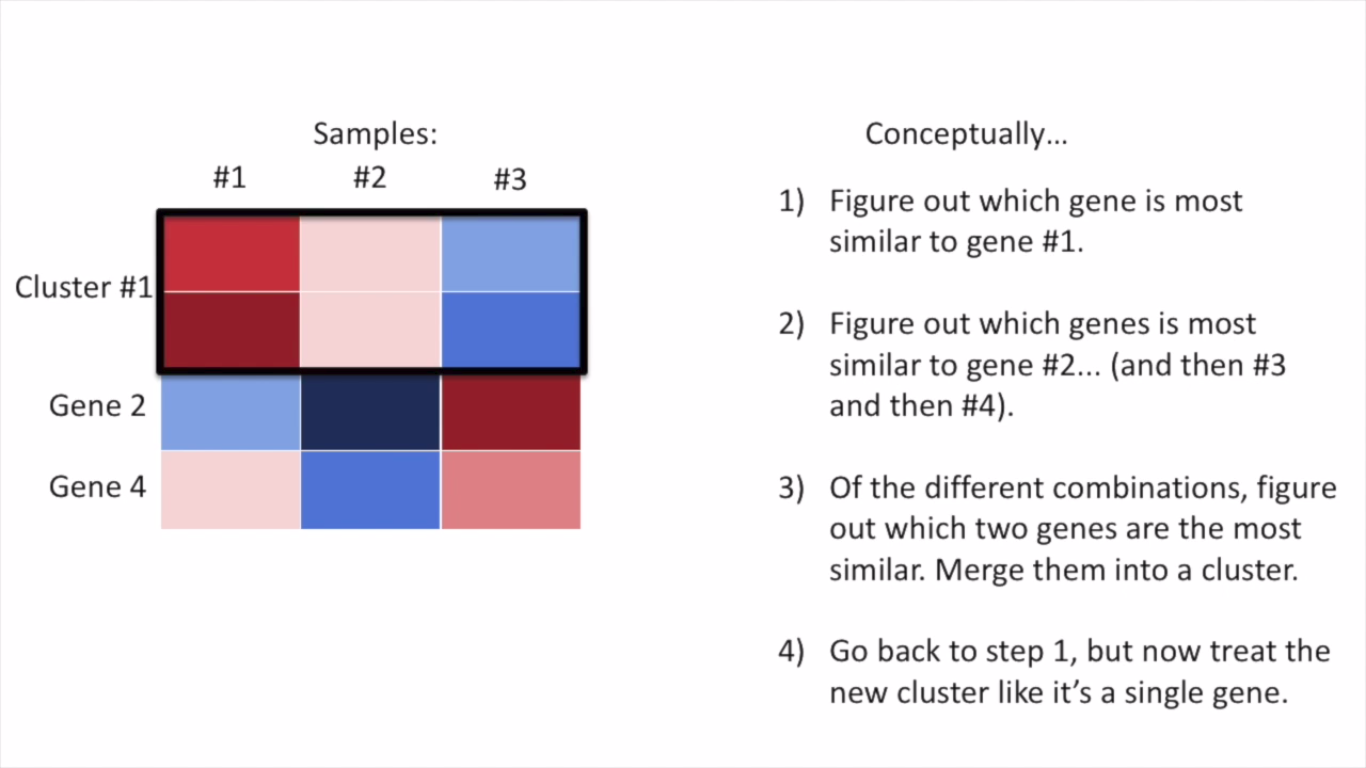 Samples:
#1 #2 #3
Cluster #1
Gene 2
Gene 4
Conceptually...
1) Figure out which gene is most
similar to gene #1.
2) Figure out which genes is most
similar to gene #2... (and then #3
and then #4).
3) Of the different combinations, figure
out which two genes are the most
similar. Merge them into a cluster.
4) Go back to step 1, but now treat the
new cluster like it’s a single gene.